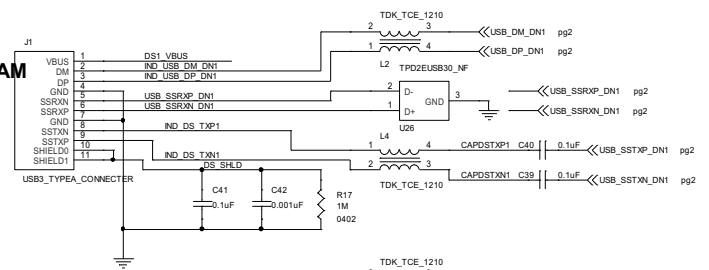 TDK_TCE_1210
2 3
USB_DM_DN1 pg2
J1
1 4
USB_DP_DN1 pg2
VBUS 1 DS1_VBUS
AM
DM 2 IND_USB_DM_DN1
L2
DP 3 IND_USB_DP_DN1
TPD2EUSB30_NF
GND 4
SSRXN 5 USB_SSRXP_DN1
2 D-
USB_SSRXP_DN1 pg2
SSRXP 6 USB_SSRXN_DN1
GND 3
GND 7
1 D+
USB_SSRXN_DN1 pg2
SSTXN 8 IND_DS_TXP1
U26
SSTXP 9
L4
SHIELD0 10
1 4 CAPDSTXP1 C40 0.1uF USB_SSTXP_DN1 pg2
SHIELD1 11 IND_DS_TXN1
DS_SHLD
2 3 CAPDSTXN1 C39 0.1uF USB_SSTXN_DN1 pg2
USB3_TYPEA_CONNECTER
TDK_TCE_1210
C41 C42 R17
0.1uF 0.001uF 1M
0402
TDK_TCE_1210